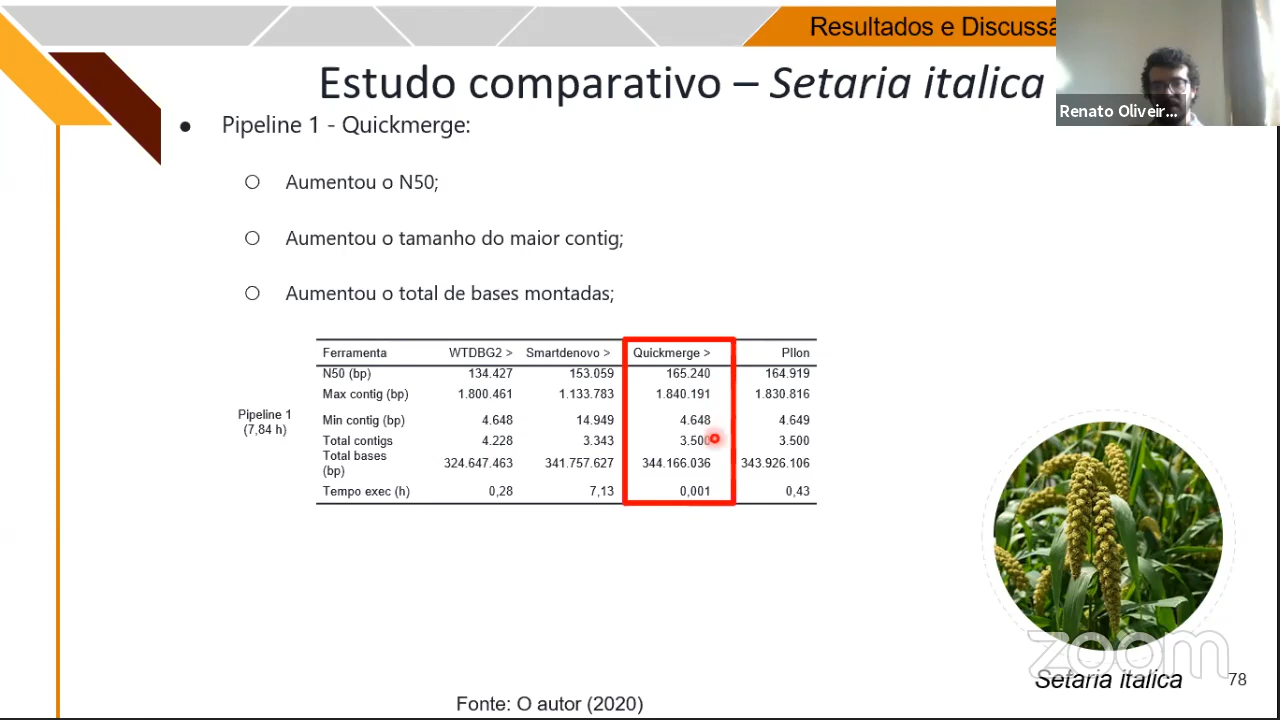 Resultados e Discussã
Renato Oliveir...
Estudo comparativo – Setaria italica
● Pipeline 1 - Quickmerge:
○ Aumentou o N50;
○ Aumentou o tamanho do maior contig;
○ Aumentou o total de bases montadas;
Ferramenta WTDBG2 > Smartdenovo > Quickmerge > PIlon
N50 (bp) 134.427 153.059 165.240 164.919
Max contig (bp) 1.800.461 1.133.783 1.840.191 1.830.816
Pipeline 1
(7,84 h)
Min contig (bp) 4.648 14.949 4.648 4.649
Total contigs 4.228 3.343 3.500 3.500
Total bases
(bp) 324.647.463 341.757.627 344.166.036 343.926.106
Tempo exec (h) 0,28 7,13 0,001 0,43
zoom
Setaria italica
78
Fonte: O autor (2020)